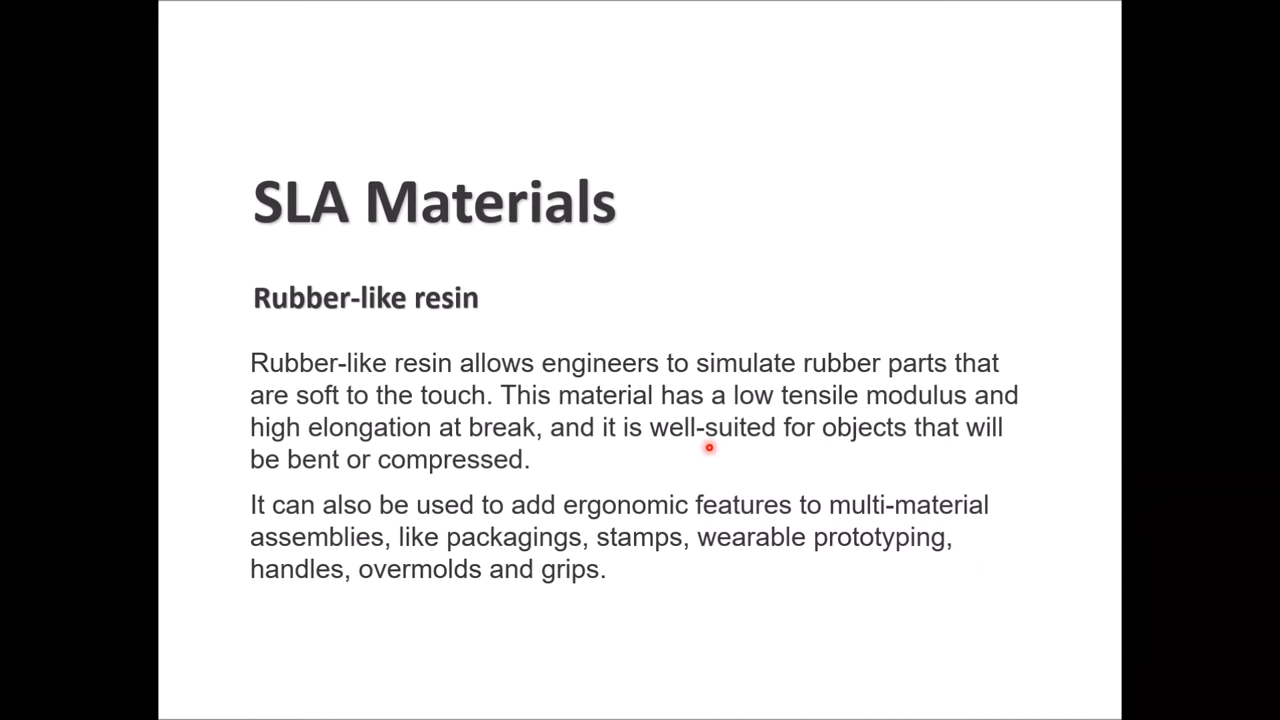 SLA Materials
Rubber-like resin
Rubber-like resin allows engineers to simulate rubber parts that
are soft to the touch. This material has a low tensile modulus and
high elongation at break, and it is well-suited for objects that will
be bent or compressed.
It can also be used to add ergonomic features to multi-material
assemblies, like packagings, stamps, wearable prototyping,
handles, overmolds and grips.